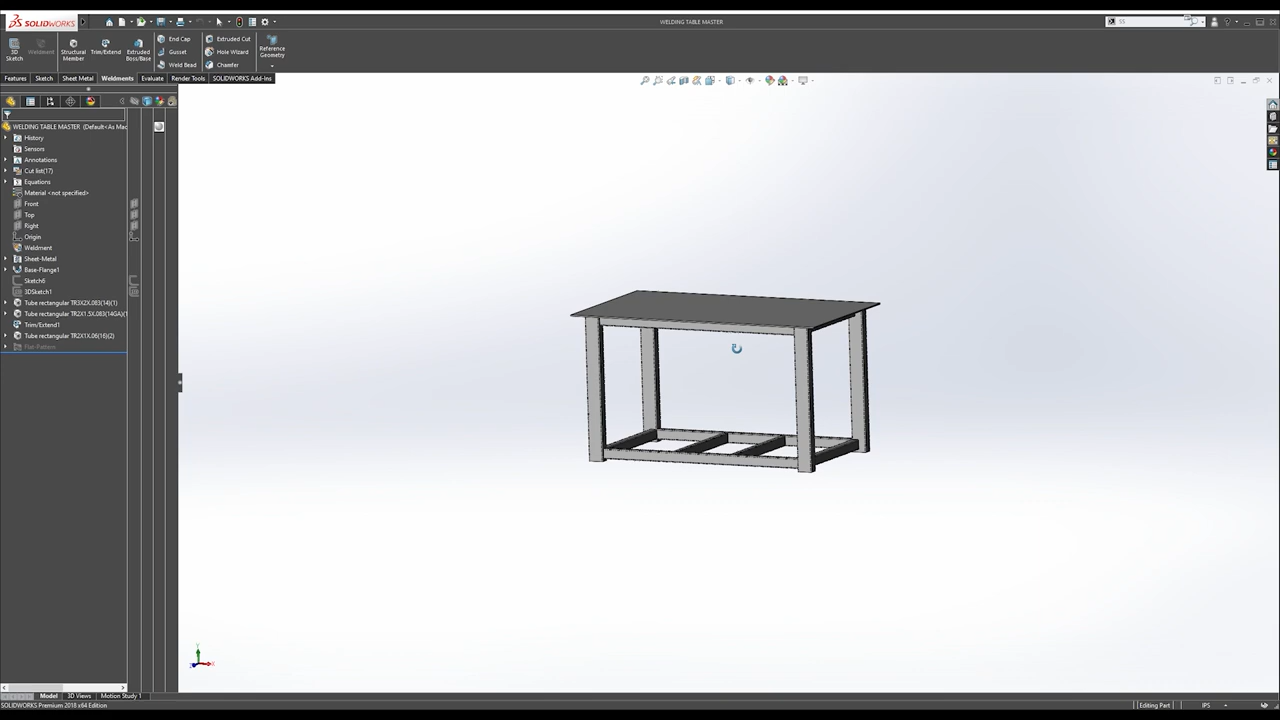 SOLIDWORKS
WELDING TABLE MASTER
55
3D Sketch
Weldment
Structural Member
Trim/Extend
Extruded Boss/Base
End Cap
Gusset
Weld Bead
Extruded Cut
Hole Wizard
Chamfer
Reference Geometry
Features
Sketch
Sheet Metal
Weldments
Evaluate
Render Tools
SOLIDWORKS Add-Ins
WELDING TABLE MASTER (Default<As Mac
History
Sensors
Annotations
Cut list(17)
Equations
Material <not specified>
Front
Top
Right
Origin
Weldment
Sheet-Metal
Base-Flange1
Sketch6
3DSketch1
Tube rectangular TR3X2X.083(14)(1)
Tube rectangular TR2X1.5X.083(14GA)(1
Trim/Extend1
Tube rectangular TR2X1X.06(16)(2)
Flat-Pattern
Model
3D Views
Motion Study 1
SOLIDWORKS Premium 2018 x64 Edition
Editing Part
IPS